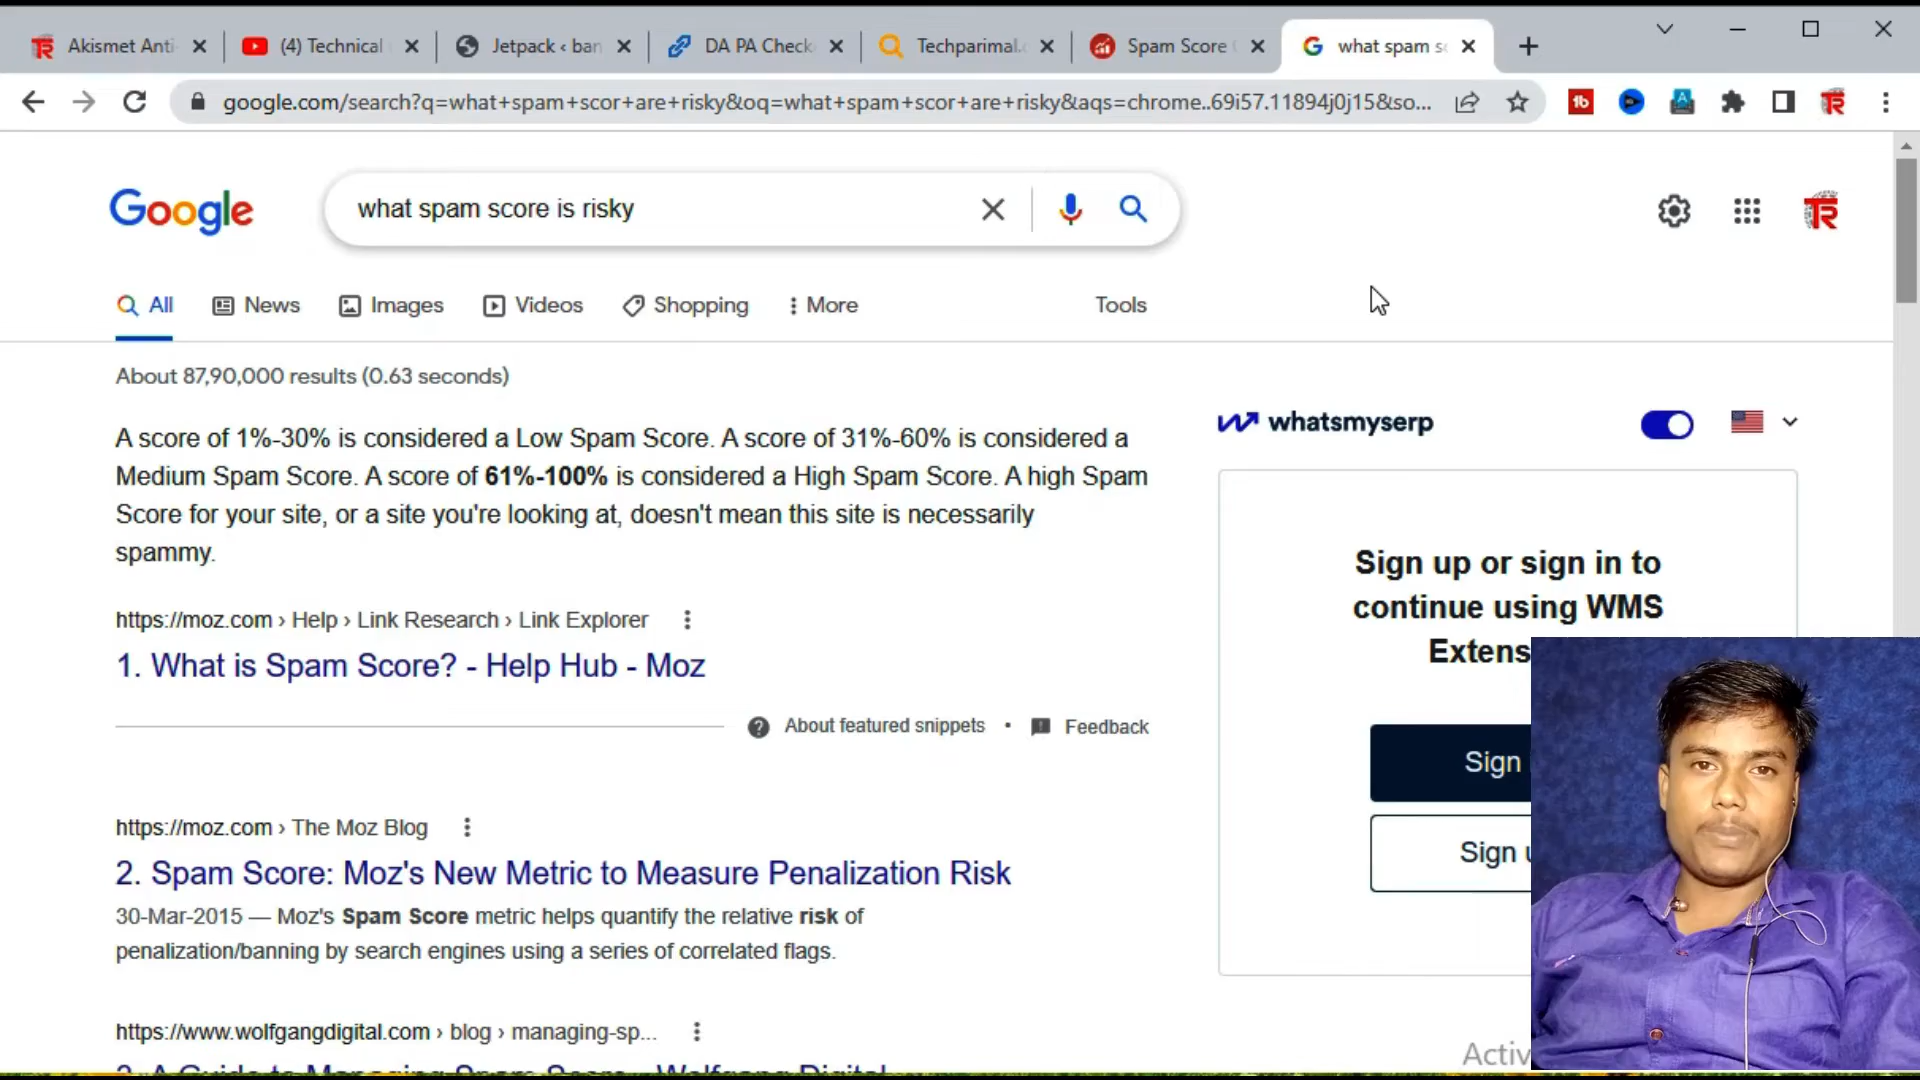 Akismet Anti
(4) Technical
Jetpack ‹ ban
DA PA Check
Techparimal.
Spam Score
what spam s
google.com/search?q=what+spam+scor+are+risky&oq=what+spam+scor+are+risky&aqs=chrome..69i57.11894j0j15&so...
Google
what spam score is risky
All
News
Images
Videos
Shopping
More
Tools
About 87,90,000 results (0.63 seconds)
A score of 1%-30% is considered a Low Spam Score. A score of 31%-60% is considered a
Medium Spam Score. A score of 61%-100% is considered a High Spam Score. A high Spam
Score for your site, or a site you're looking at, doesn't mean this site is necessarily
spammy.
https://moz.com › Help › Link Research › Link Explorer
1. What is Spam Score? - Help Hub - Moz
About featured snippets • Feedback
https://moz.com › The Moz Blog
2. Spam Score: Moz's New Metric to Measure Penalization Risk
30-Mar-2015 — Moz's Spam Score metric helps quantify the relative risk of
penalization/banning by search engines using a series of correlated flags.
https://www.wolfgangdigital.com › blog › managing-sp...
A Guide to Managing Spam Score - Wolfgang Digital
whatsmyserp
Sign up or sign in to
continue using WMS
Extens
Sign
Sign u
Activ